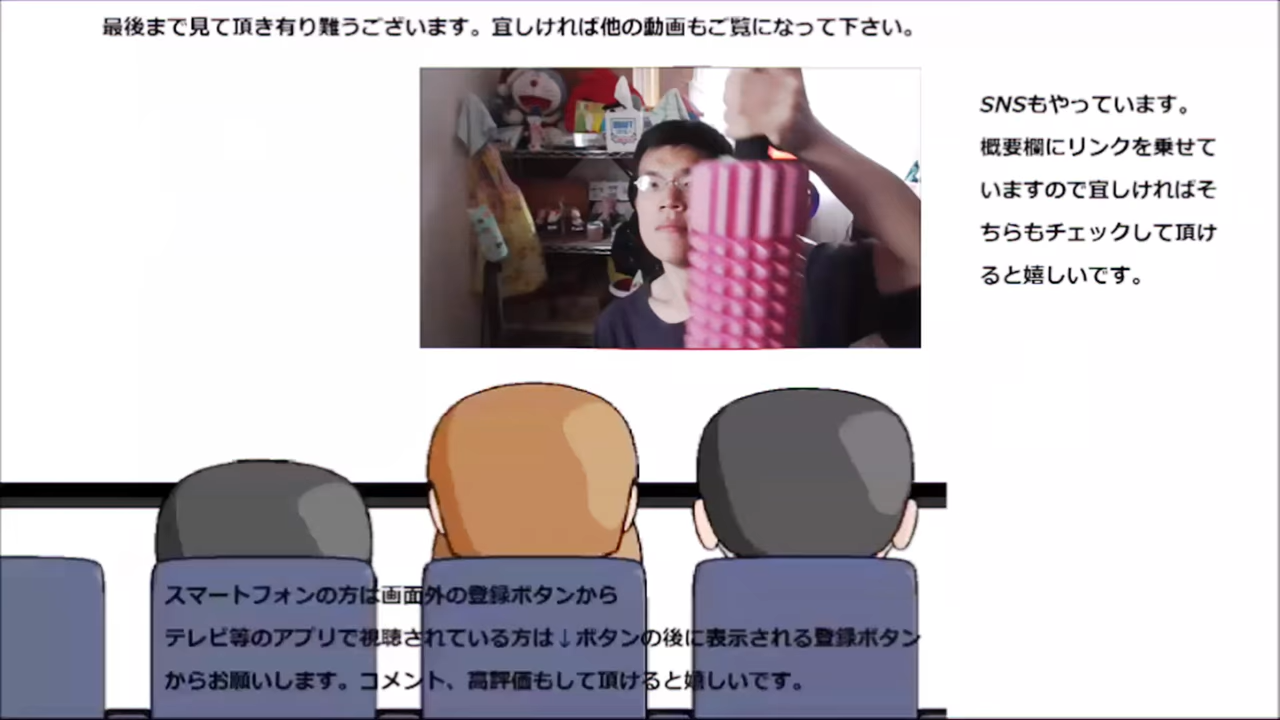 最後まで見て頂き有り難うございます。宜しければ他の動画もご覧になって下さい。
SNSもやっています。
概要欄にリンクを乗せて
いますので宜しければそ
ちらもチェックして頂け
ると嬉しいです。
スマートフォンの方は画面外の登録ボタンから
テレビ等のアプリで視聴されている方は↓ボタンの後に表示される登録ボタン
からお願いします。コメント、高評価もして頂けると嬉しいです。